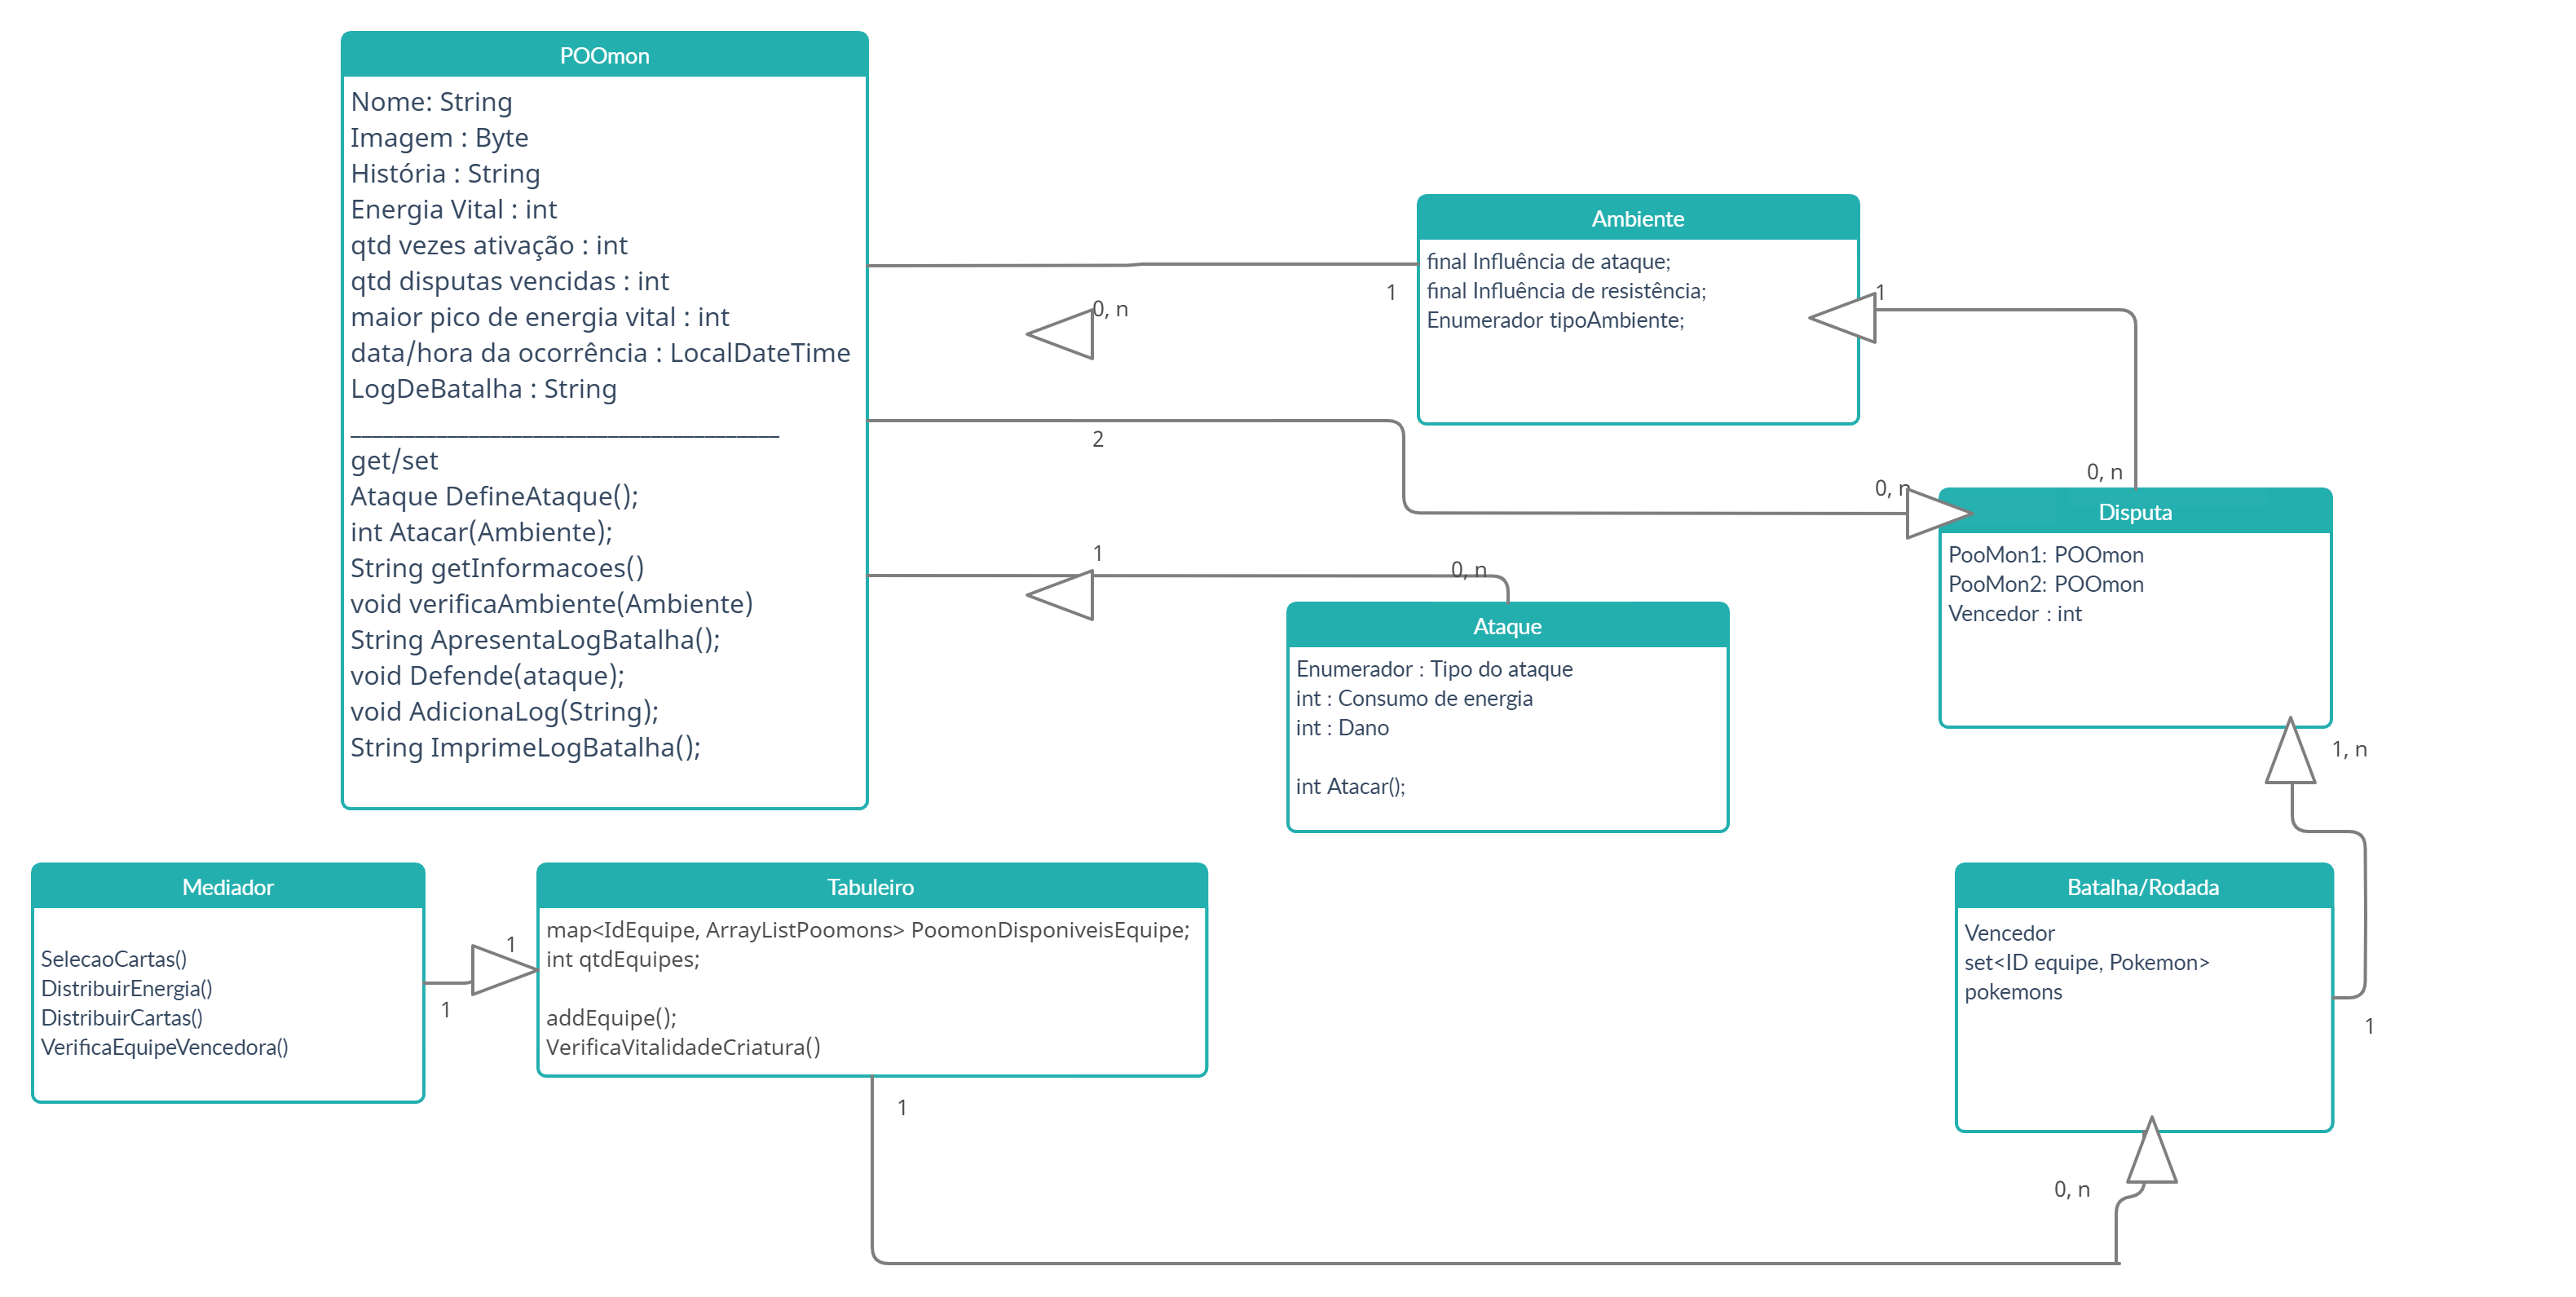 POOmon
Nome: String
Imagem : Byte
História : String
Energia Vital : int
qtd vezes ativação : int
qtd disputas vencidas : int
maior pico de energia vital : int
data/hora da ocorrência : LocalDateTime
LogDeBatalha : String
get/set
Ataque DefineAtaque();
int Atacar(Ambiente);
String getInformacoes()
void verificaAmbiente(Ambiente)
String ApresentaLogBatalha();
void Defende(ataque);
void AdicionaLog(String);
String ImprimeLogBatalha();
0, n
1
Ambiente
final Influência de ataque;
final Influência de resistência;
Enumerador tipoAmbiente;
1
0, n
2
0, n
Disputa
PooMon1: POOmon
PooMon2: POOmon
Vencedor : int
1
0, n
Ataque
Enumerador : Tipo do ataque
int : Consumo de energia
int : Dano
int Atacar();
1, n
Mediador
SelecaoCartas()
DistribuirEnergia()
DistribuirCartas()
VerificaEquipeVencedora()
1
1
Tabuleiro
map<IdEquipe, ArrayListPoomons> PoomonDisponiveisEquipe;
int qtdEquipes;
addEquipe();
VerificaVitalidadeCriatura()
1
Batalha/Rodada
Vencedor
set<ID equipe, Pokemon>
pokemons
1
0, n